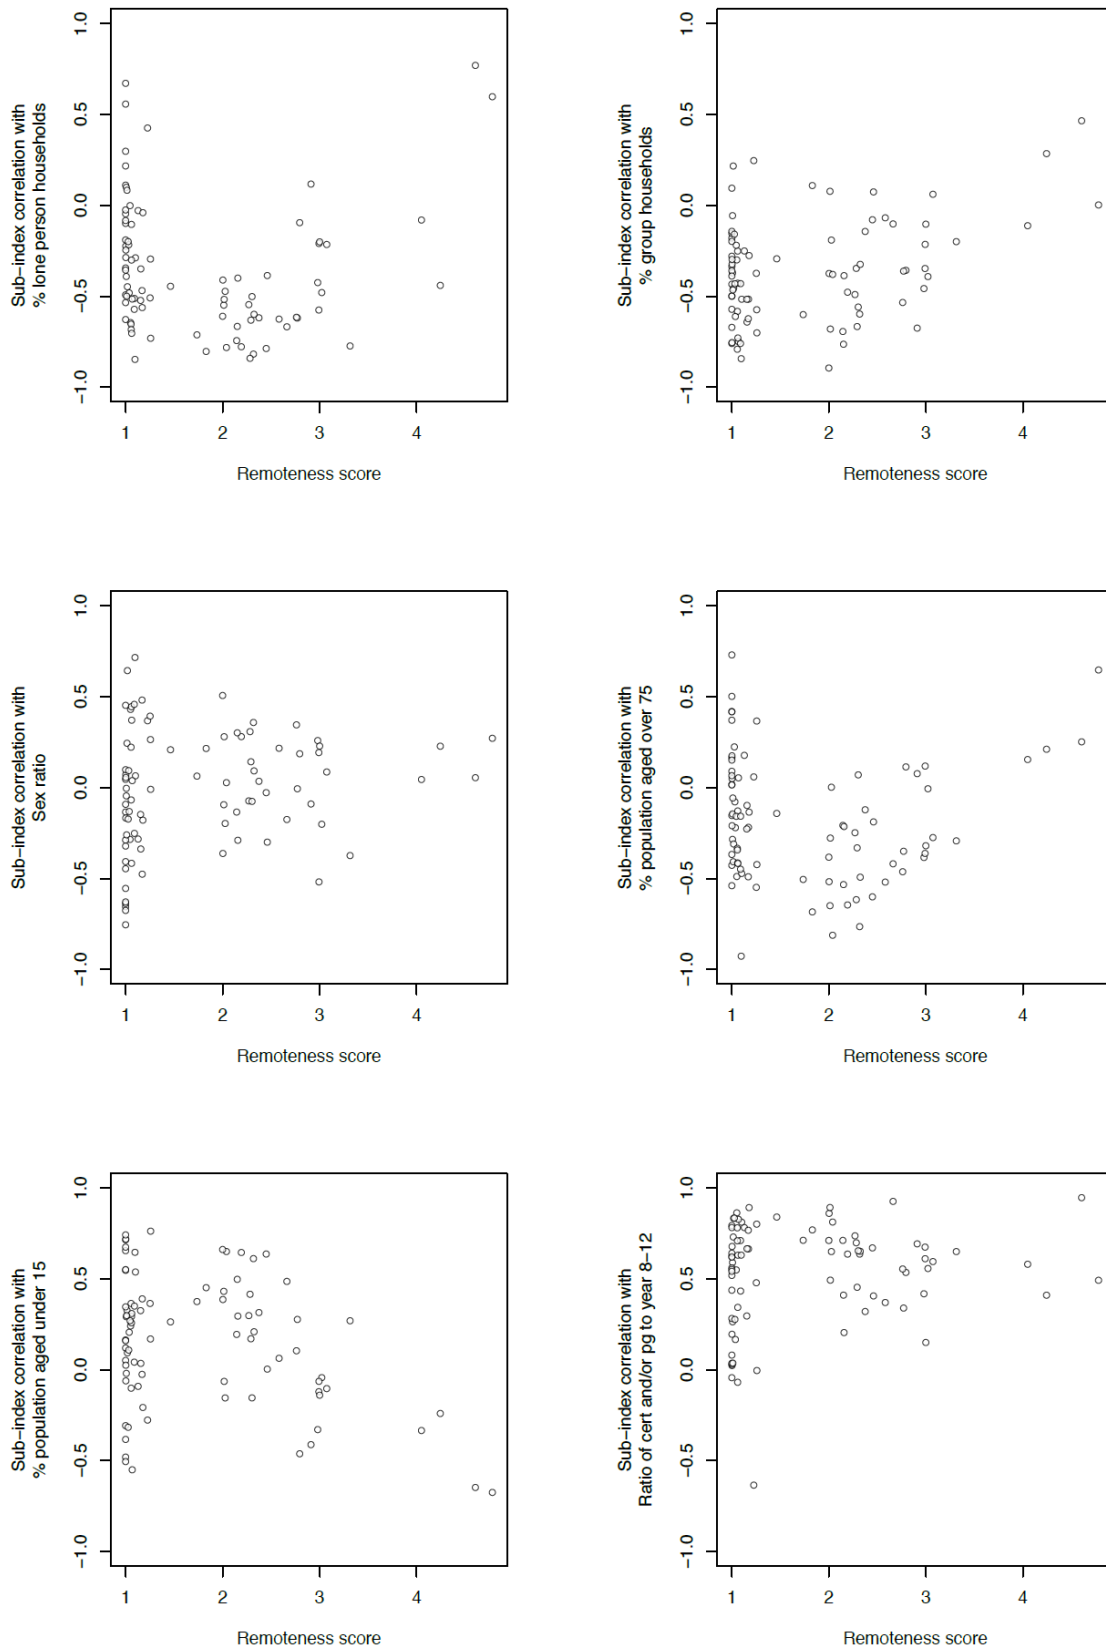 Sub−index correlation with
% lone person households
1.0
0.5
0.0
−0.5
−1.0
1 2 3 4
Remoteness score
Sub−index correlation with
% group households
1.0
0.5
0.0
−0.5
−1.0
1 2 3 4
Remoteness score
Sub−index correlation with
Sex ratio
1.0
0.5
0.0
−0.5
−1.0
1 2 3 4
Remoteness score
Sub−index correlation with
% population aged over 75
1.0
0.5
0.0
−0.5
−1.0
1 2 3 4
Remoteness score
Sub−index correlation with
% population aged under 15
1.0
0.5
0.0
−0.5
−1.0
1 2 3 4
Remoteness score
Sub−index correlation with
Ratio of cert and/or pg to year 8−12
1.0
0.5
0.0
−0.5
−1.0
1 2 3 4
Remoteness score